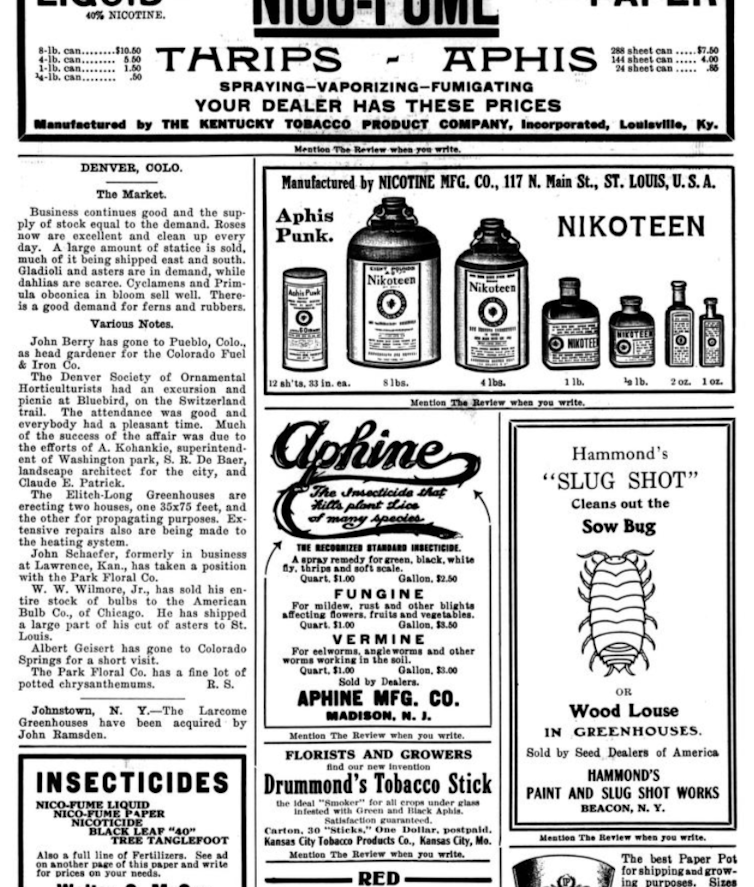 LIQUID
40% NICOTINE.
NICO-FUME
PAPER
8-lb. can........$10.50
4-lb. can........ 5.50
1-lb. can........ 1.50
¼-lb. can........ .50
THRIPS - APHIS
288 sheet can .....$7.50
144 sheet can ..... 4.00
24 sheet can ..... .85
SPRAYING—VAPORIZING—FUMIGATING
YOUR DEALER HAS THESE PRICES
Manufactured by THE KENTUCKY TOBACCO PRODUCT COMPANY, Incorporated, Louisville, Ky.
Mention The Review when you write.
DENVER, COLO.
The Market.
Business continues good and the sup-
ply of stock equal to the demand. Roses
now are excellent and clean up every
day. A large amount of statice is sold,
much of it being shipped east and south.
Gladioli and asters are in demand, while
dahlias are scarce. Cyclamens and Prim-
ula obconica in bloom sell well. There-
is a good demand for ferns and rubbers.
Various Notes.
John Berry has gone to Pueblo, Colo.,
as head gardener for the Colorado Fuel
& Iron Co.
The Denver Society of Ornamental
Horticulturists had an excursion and
picnic at Bluebird, on the Switzerland
trail. The attendance was good and
everybody had a pleasant time. Much
of the success of the affair was due to
the efforts of A. Kohankie, superintend-
ent of Washington park, S. R. De Baer,
landscape architect for the city, and
Claude E. Patrick.
The Elitch-Long Greenhouses are
erecting two houses, one 35x75 feet, and
the other for propagating purposes. Ex-
tensive repairs also are being made to
the heating system.
John Schaefer, formerly in business
at Lawrence, Kan., has taken a position
with the Park Floral Co.
W. W. Wilmore, Jr., has sold his en-
tire stock of bulbs to the American
Bulb Co., of Chicago. He has shipped
a large part of his cut of asters to St.
Louis.
Albert Geisert has gone to Colorado
Springs for a short visit.
The Park Floral Co. has a fine lot of
potted chrysanthemums. R. S.
Johnstown, N. Y.—The Larcome
Greenhouses have been acquired by
John Ramsden.
INSECTICIDES
NICO-FUME LIQUID
NICO-FUME PAPER
NICOTICIDE
BLACK LEAF "40"
TREE TANGLEFOOT
Also a full line of Fertilizers. See ad
on another page of this paper and write
for prices on your needs.
Manufactured by NICOTINE MFG. CO., 117 N. Main St., ST. LOUIS, U. S. A.
Aphis
Punk.
NIKOTEEN
Aphis Punk
Nikoteen
Nikoteen
NIKOTEEN
NIKOTEEN
12 sh'ts, 33 in. ea.
8 lbs.
4 lbs.
1 lb.
½ lb.
2 oz.
1 oz.
Mention The Review when you write.
Aphine
The Insecticide that
Kills plant Lice
of many species
THE RECOGNIZED STANDARD INSECTICIDE.
A spray remedy for green, black, white
fly, thrips and soft scale.
Quart, $1.00 Gallon, $2.50
FUNGINE
For mildew, rust and other blights
affecting flowers, fruits and vegetables.
Quart, $1.00 Gallon, $3.50
VERMINE
For eelworms, angleworms and other
worms working in the soil.
Quart, $1.00 Gallon, $3.00
Sold by Dealers.
APHINE MFG. CO.
MADISON, N. J.
Mention The Review when you write.
FLORISTS AND GROWERS
find our new invention
Drummond's Tobacco Stick
the ideal "Smoker" for all crops under glass
infested with Green and Black Aphis.
Satisfaction guaranteed.
Carton, 30 "Sticks," One Dollar, postpaid.
Kansas City Tobacco Products Co., Kansas City, Mo.
Mention The Review when you write.
RED
Hammond's
"SLUG SHOT"
Cleans out the
Sow Bug
OR
Wood Louse
IN GREENHOUSES.
Sold by Seed Dealers of America
HAMMOND'S
PAINT AND SLUG SHOT WORKS
BEACON, N. Y.
Mention The Review when you write.
The best Paper Pot
for shipping and grow-
ing purposes. Sizes